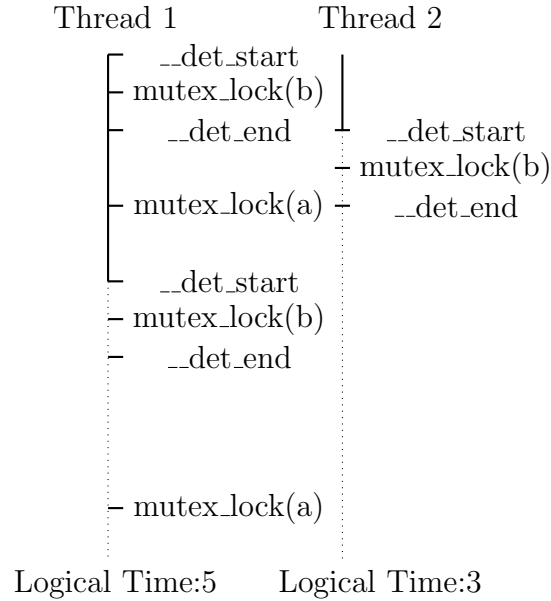 Thread 1 Thread 2
__det_start
mutex_lock(b)
__det_end __det_start
mutex_lock(b)
mutex_lock(a) __det_end
__det_start
mutex_lock(b)
__det_end
mutex_lock(a)
Logical Time:5 Logical Time:3